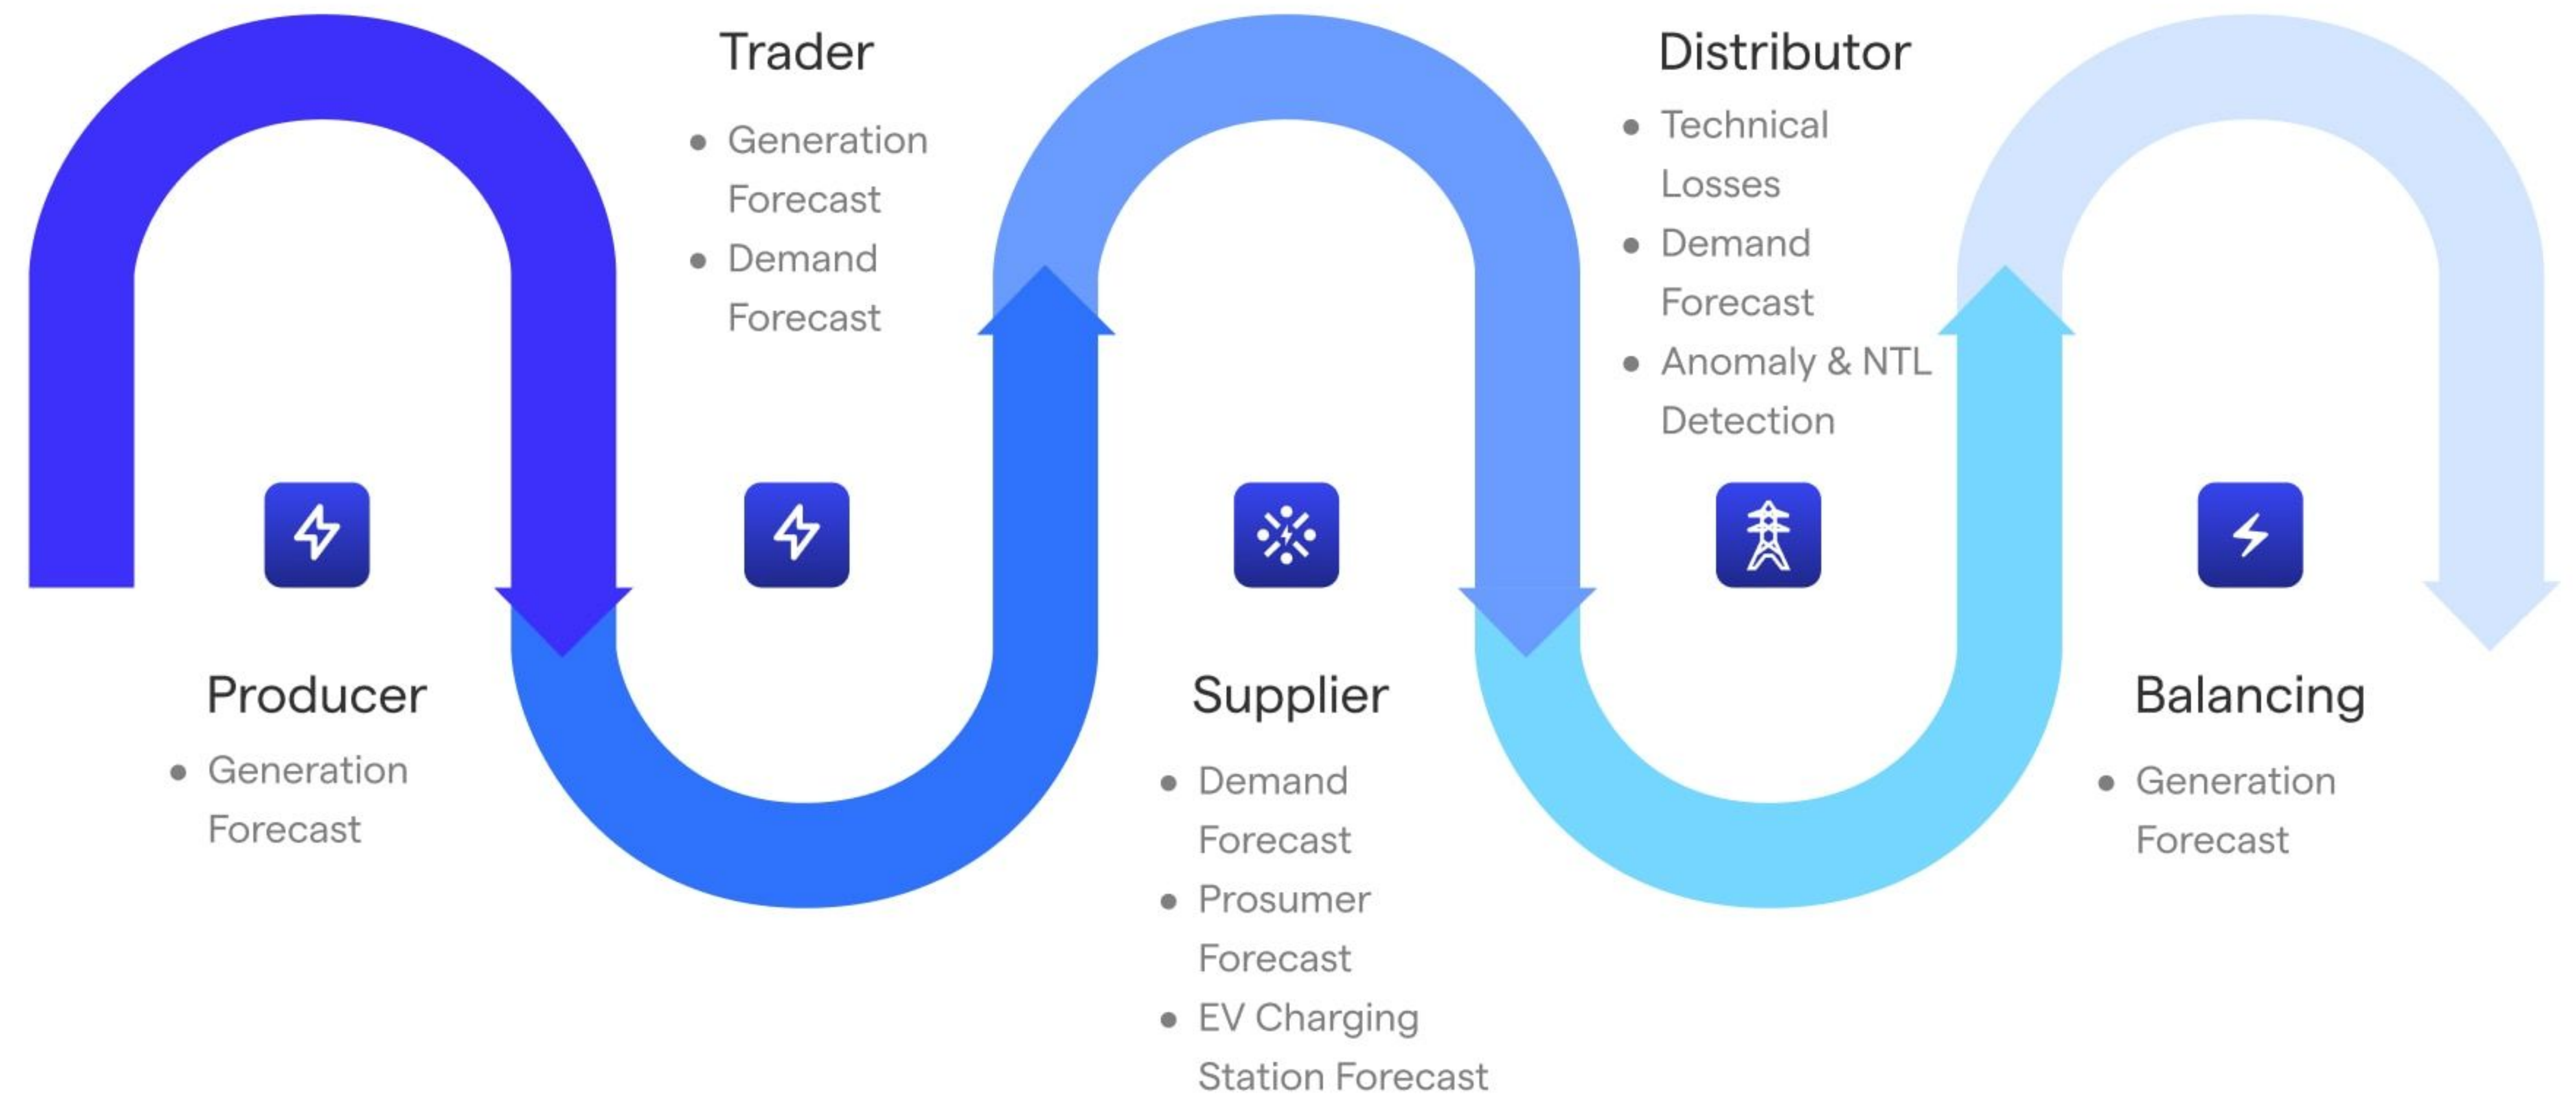 Producer
Generation
Forecast
Trader
Generation
Forecast
Demand
Forecast
Supplier
Demand
Forecast
Prosumer
Forecast
EV Charging
Station Forecast
Distributor
Technical
Losses
Demand
Forecast
Anomaly & NTL
Detection
Balancing
Generation
Forecast